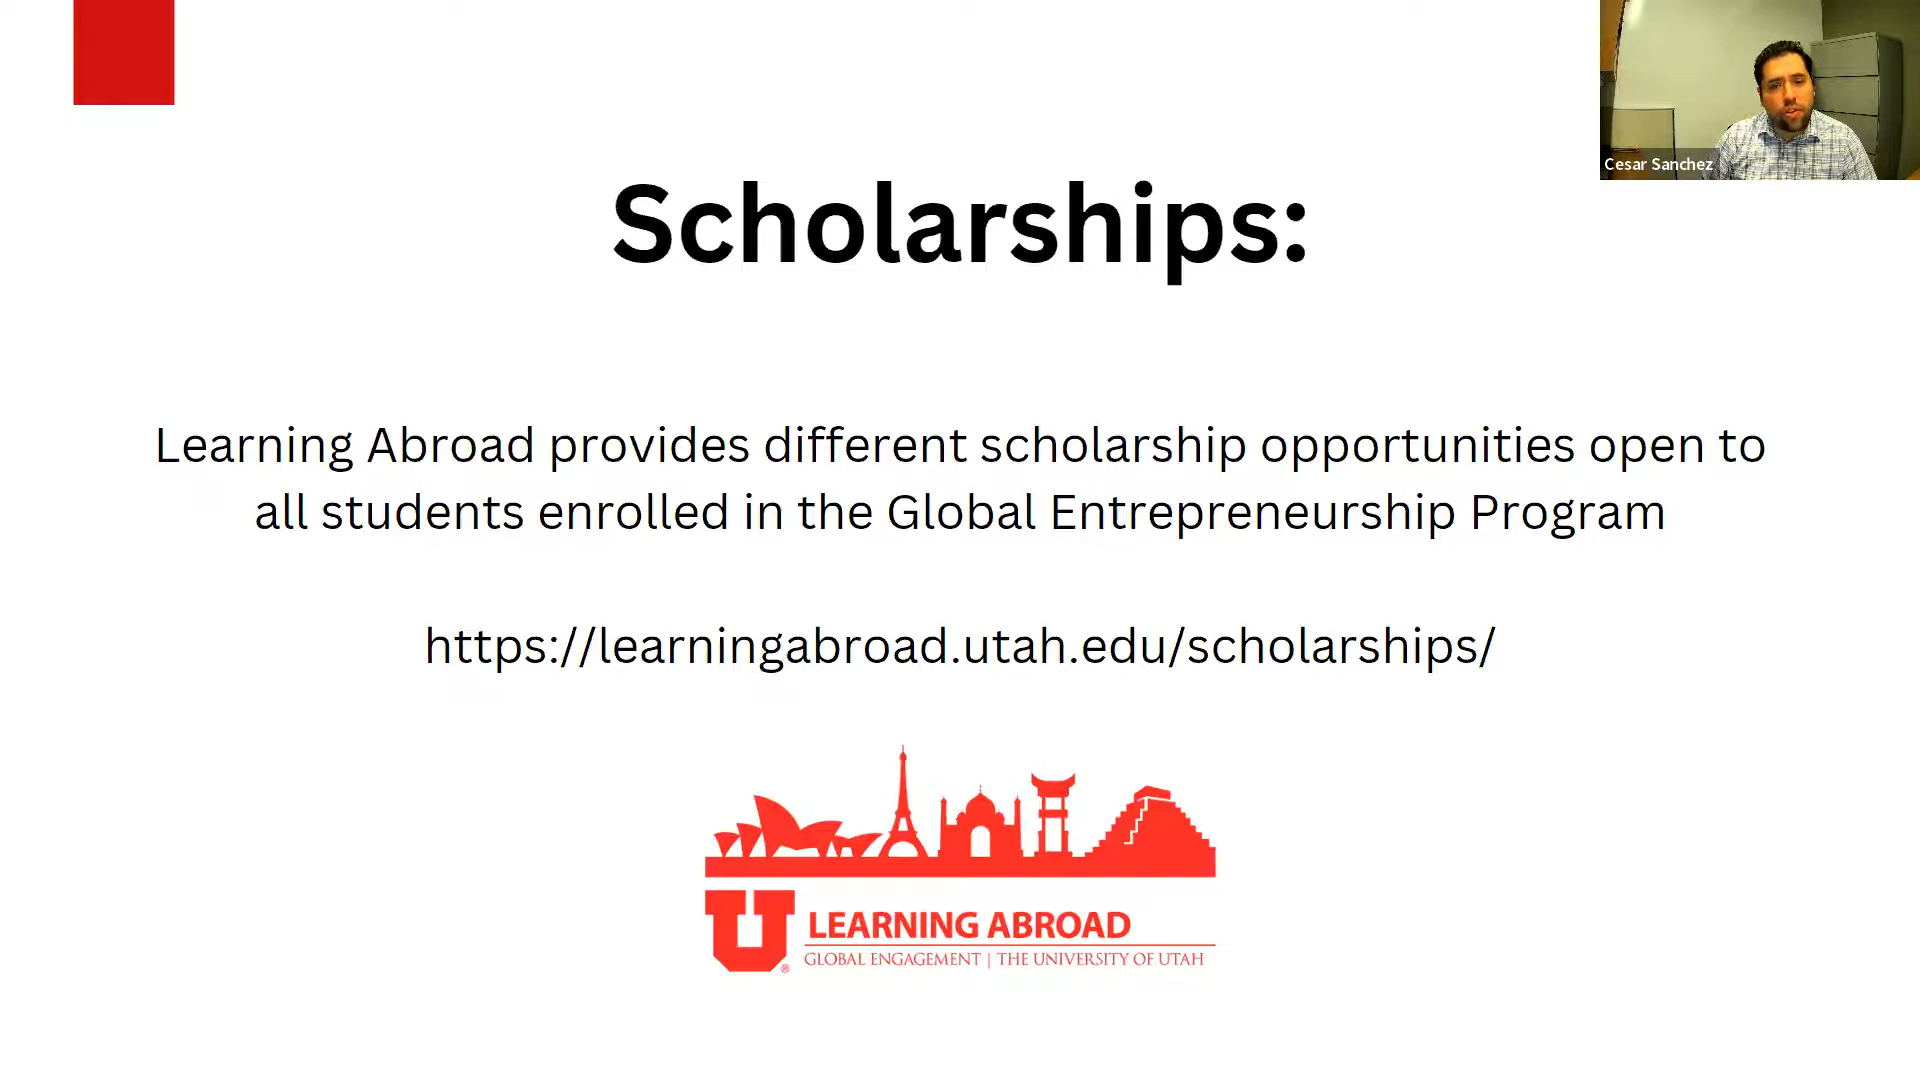 Cesar Sanchez
Scholarships:
Learning Abroad provides different scholarship opportunities open to
all students enrolled in the Global Entrepreneurship Program
https://learningabroad.utah.edu/scholarships/
U®
LEARNING ABROAD
GLOBAL ENGAGEMENT | THE UNIVERSITY OF UTAH